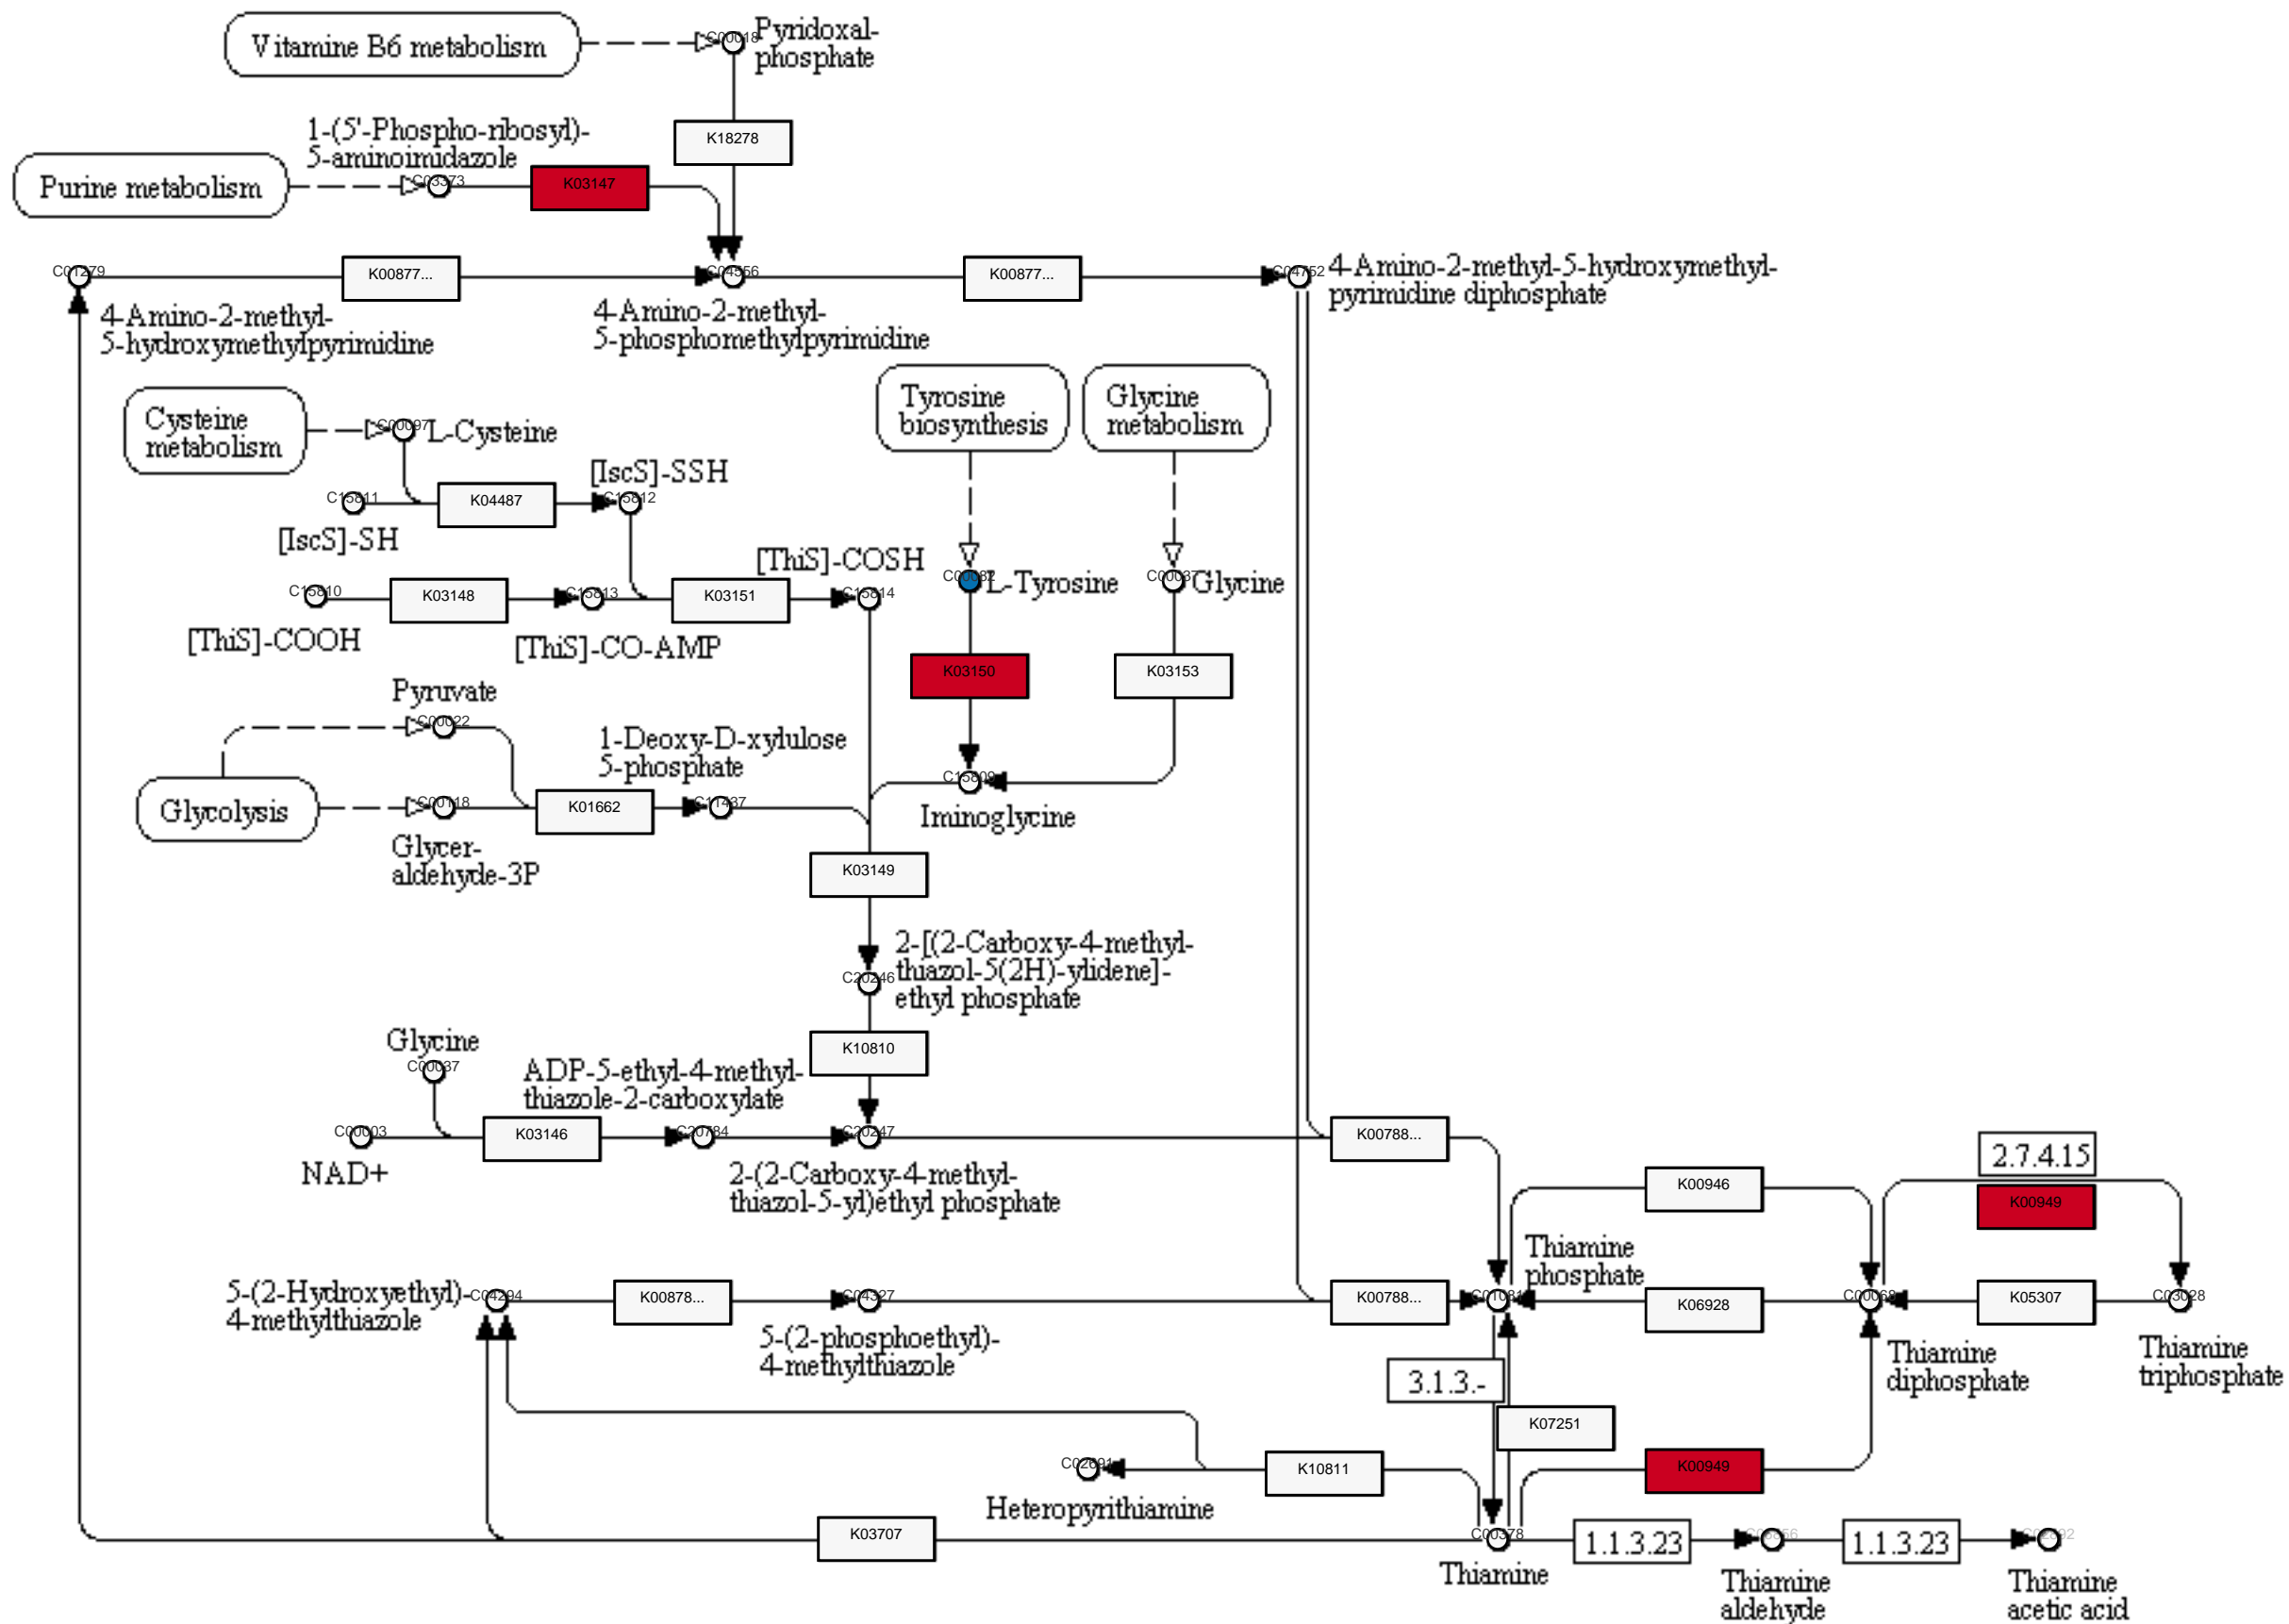 Vitamine B6 metabolism
C00018
Pyridoxal-
phosphate
K18278
1-(5'-Phospho-ribosyl)-
5-aminoimidazole
Purine metabolism
C03373
K03147
C01279
K00877...
C04556
K00877...
C04752
4-Amino-2-methyl-5-hydroxymethyl-
pyrimidine diphosphate
4-Amino-2-methyl-
5-hydroxymethylpyrimidine
4-Amino-2-methyl-
5-phosphomethylpyrimidine
Cysteine
metabolism
C00097
L-Cysteine
Tyrosine
biosynthesis
Glycine
metabolism
[IscS]-SSH
C15811
K04487
C15812
[IscS]-SH
[ThiS]-COSH
C00082
L-Tyrosine
C00037
Glycine
C15810
K03148
C15813
K03151
C15814
[ThiS]-COOH
[ThiS]-CO-AMP
K03150
K03153
Pyruvate
C00022
1-Deoxy-D-xylulose
5-phosphate
C15809
Iminoglycine
Glycolysis
C00118
K01662
C11437
Glycer-
aldehyde-3P
K03149
2-[(2-Carboxy-4-methyl-
thiazol-5(2H)-ylidene]-
ethyl phosphate
C20246
Glycine
C00037
K10810
ADP-5-ethyl-4-methyl-
thiazole-2-carboxylate
C00003
K03146
C20784
C20247
K00788...
NAD+
2-(2-Carboxy-4-methyl-
thiazol-5-yl)ethyl phosphate
2.7.4.15
K00946
K00949
Thiamine
phosphate
5-(2-Hydroxyethyl)-
4-methylthiazole
C04294
K00878...
C04327
K00788...
C01081
K06928
C00068
K05307
C03028
5-(2-phosphoethyl)-
4-methylthiazole
Thiamine
diphosphate
Thiamine
triphosphate
3.1.3.-
K07251
C02691
K10811
K00949
Heteropyrithiamine
K03707
C00378
1.1.3.23
1.1.3.23
C02892
Thiamine
Thiamine
aldehyde
Thiamine
acetic acid